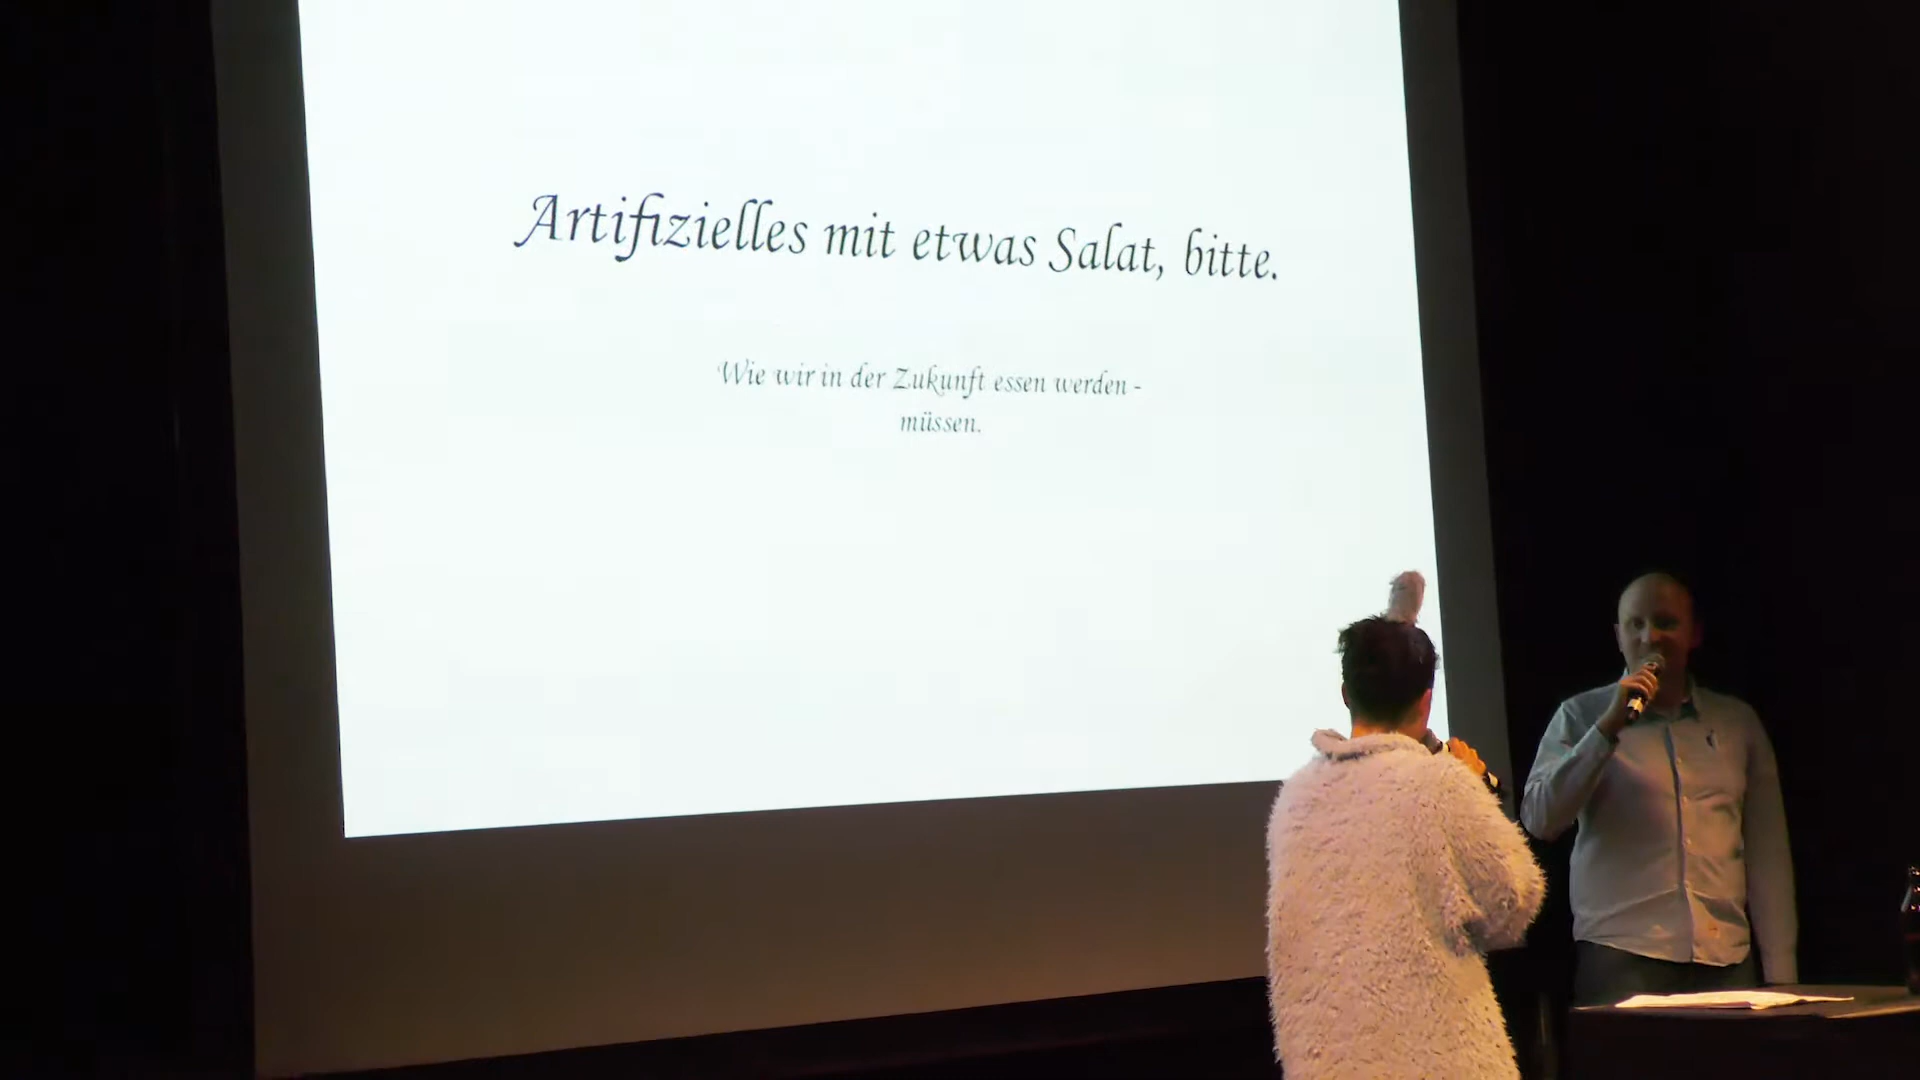 Artifizielles mit etwas Salat, bitte.
Wie wir in der Zukunft essen werden -
müssen.